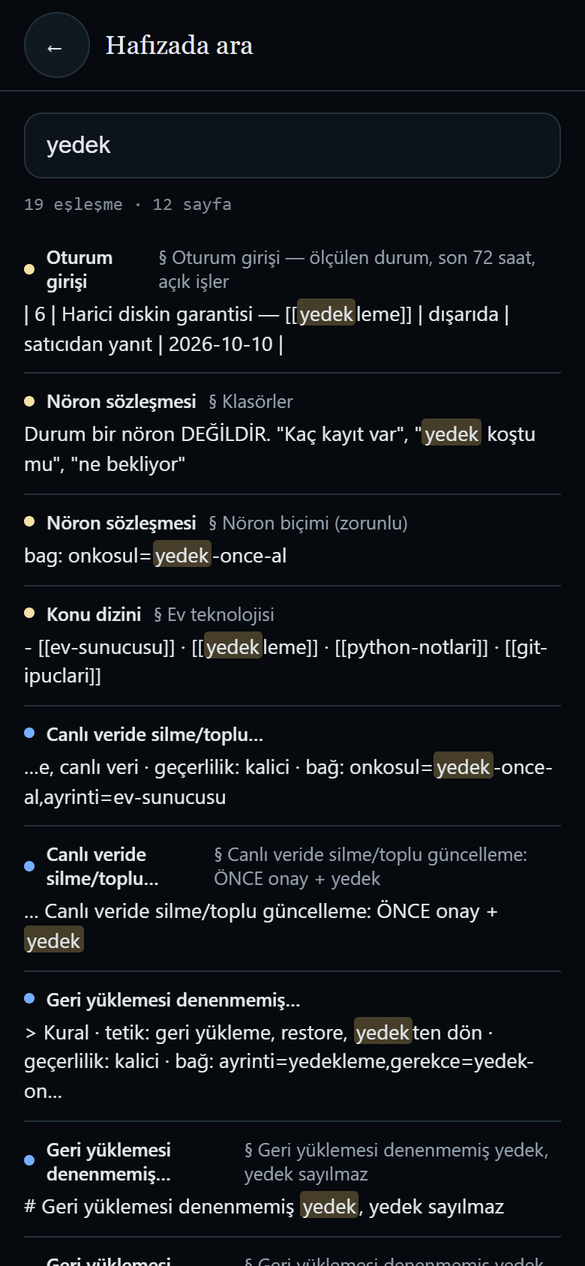 ←
Hafızada ara
yedek
19 eşleşme · 12 sayfa
Oturum girişi § Oturum girişi — ölçülen durum, son 72 saat, açık işler
| 6 | Harici diskin garantisi — [[yedekleme]] | dışarıda |
satıcıdan yanıt | 2026-10-10 |
Nöron sözleşmesi § Klasörler
Durum bir nöron DEĞİLDİR. "Kaç kayıt var", "yedek koştu
mu", "ne bekliyor"
Nöron sözleşmesi § Nöron biçimi (zorunlu)
bag: onkosul=yedek-once-al
Konu dizini § Ev teknolojisi
- [[ev-sunucusu]] · [[yedekleme]] · [[python-notlari]] · [[git-
ipuclari]]
Canlı veride silme/toplu…
…e, canlı veri · geçerlilik: kalici · bağ: onkosul=yedek-once-
al,ayrinti=ev-sunucusu
Canlı veride silme/toplu… § Canlı veride silme/toplu güncelleme: ÖNCE onay + yedek
… Canlı veride silme/toplu güncelleme: ÖNCE onay +
yedek
Geri yüklemesi denenmemiş…
> Kural · tetik: geri yükleme, restore, yedekten dön ·
geçerlilik: kalici · bağ: ayrinti=yedekleme,gerekce=yedek-
on…
Geri yüklemesi denenmemiş… § Geri yüklemesi denenmemiş yedek, yedek sayılmaz
# Geri yüklemesi denenmemiş yedek, yedek sayılmaz
Geri yüklemesi § Geri yüklemesi denenmemiş yedek